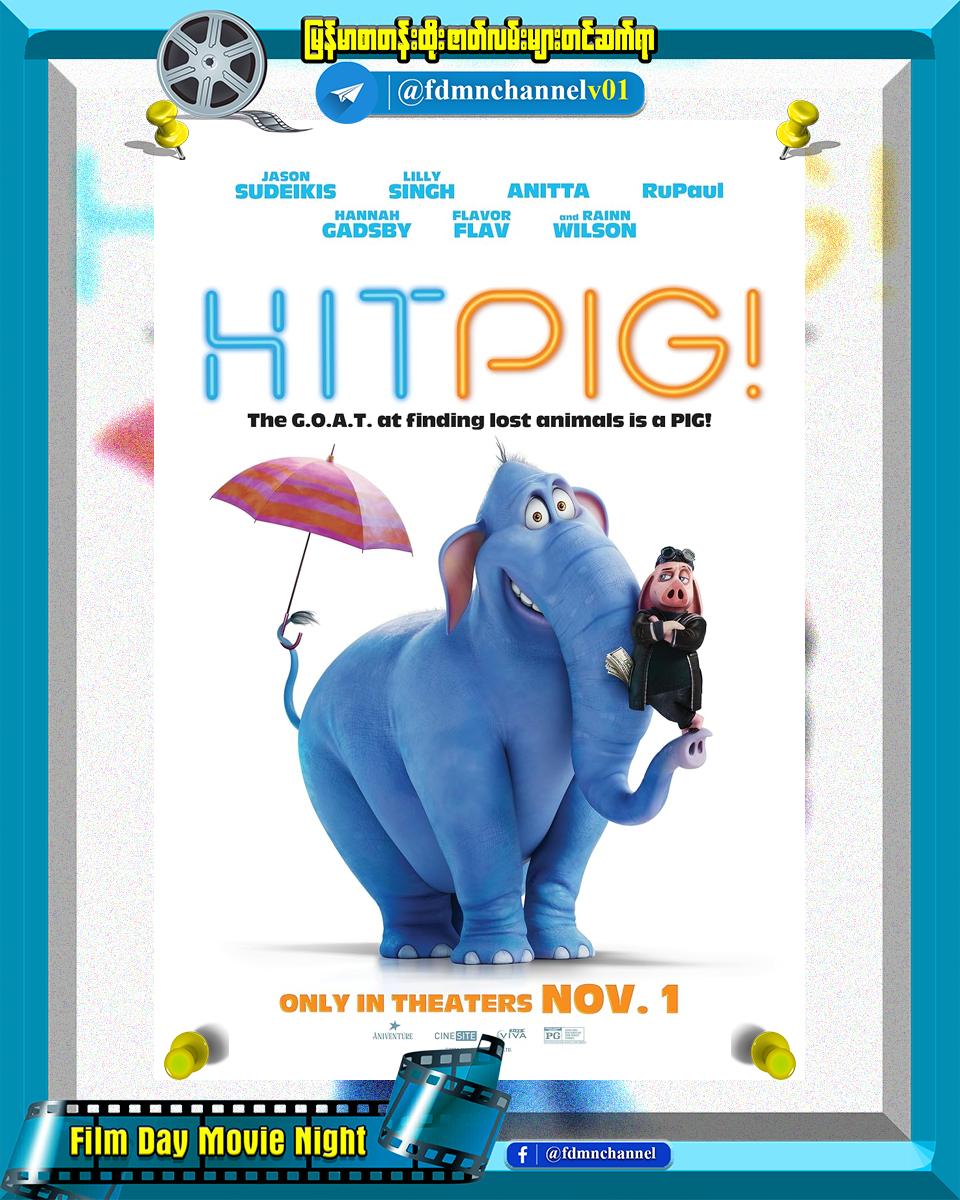 မြန်မာစာတန်းထိုးဇာတ်လမ်းများတင်ဆက်ရာ
@fdmnchannelv01
JASON SUDEIKIS
LILLY SINGH
ANITTA
RuPaul
HANNAH GADSBY
FLAVOR FLAV
and RAINN WILSON
HITPIG!
The G.O.A.T. at finding lost animals is a PIG!
ONLY IN THEATERS NOV. 1
ANIVENTURE
CINESITE
VIVA
PG
Film Day Movie Night
@fdmnchannel